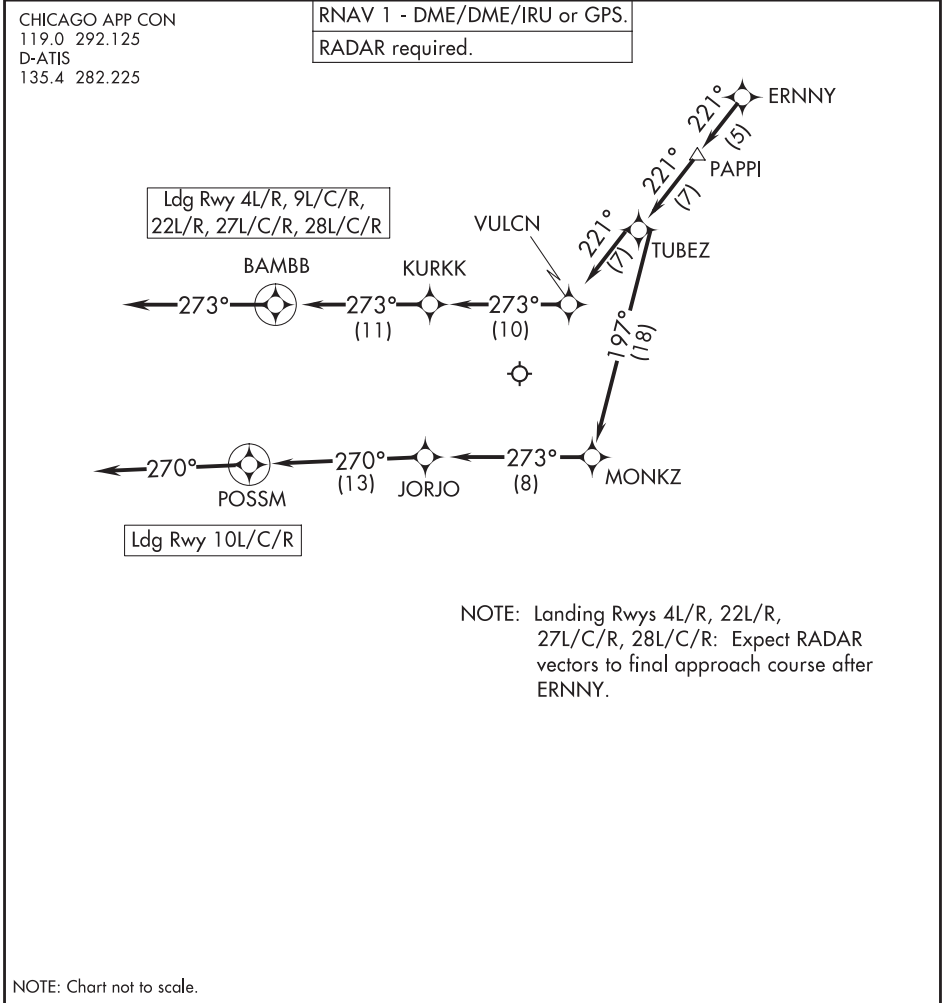 CHICAGO APP CON
119.0 292.125
D-ATIS
135.4 282.225
RNAV 1 - DME/DME/IRU or GPS.
RADAR required.
ERNNY
221°
(5)
PAPPI
221°
(7)
TUBEZ
221°
(7)
197°
(18)
Ldg Rwy 4L/R, 9L/C/R,
22L/R, 27L/C/R, 28L/C/R
VULCN
BAMBB
KURKK
273°
273°
(11)
273°
(10)
270°
POSSM
270°
(13)
JORJO
273°
(8)
MONKZ
Ldg Rwy 10L/C/R
NOTE: Landing Rwys 4L/R, 22L/R,
27L/C/R, 28L/C/R: Expect RADAR
vectors to final approach course after
ERNNY.
NOTE: Chart not to scale.